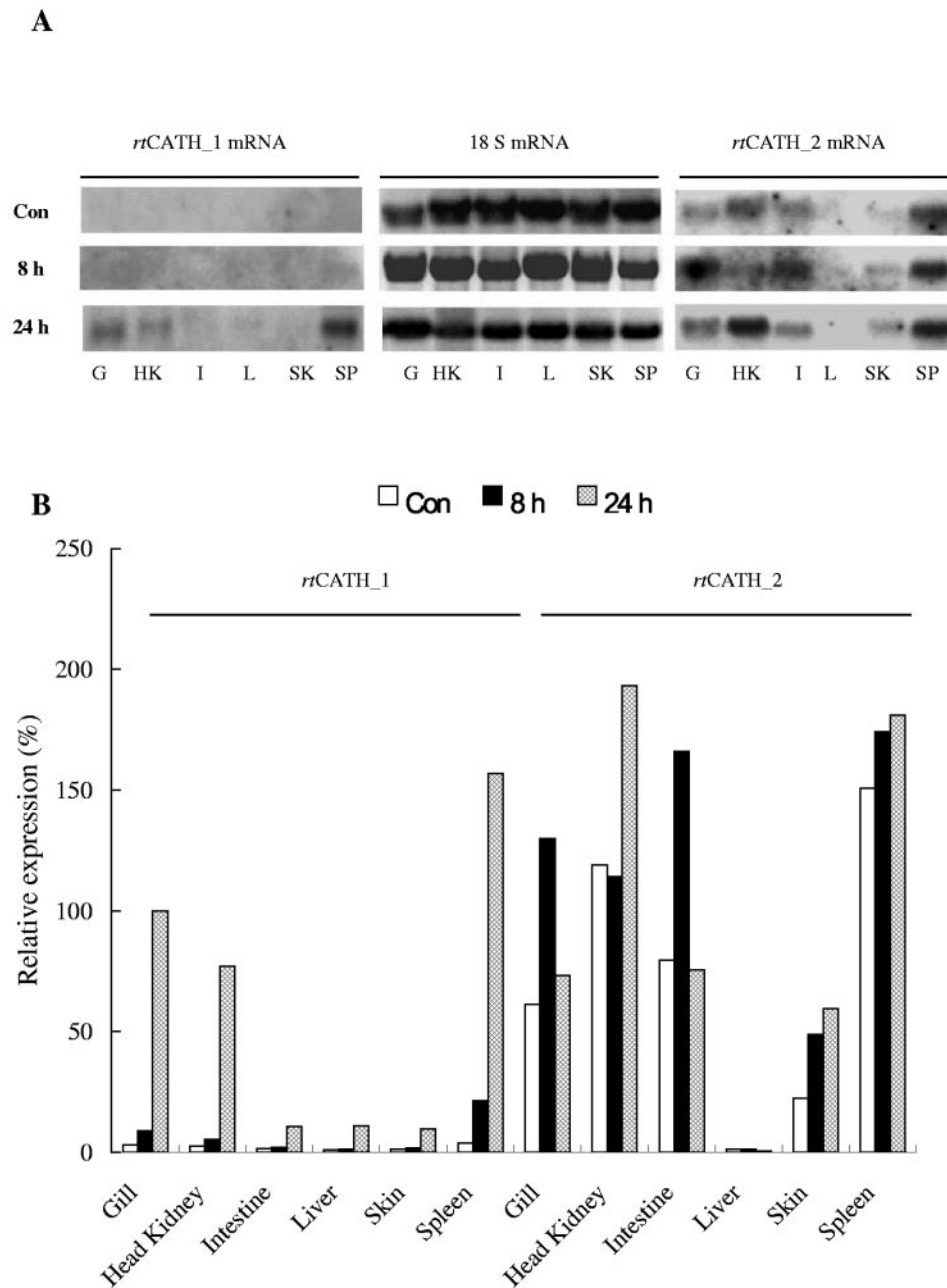 A
rtCATH_1 mRNA 18 S mRNA rtCATH_2 mRNA
Con
8 h
24 h
G HK I L SK SP G HK I L SK SP G HK I L SK SP
B
Con 8 h 24 h
rtCATH_1 rtCATH_2
250
200
150
100
50
0
Relative expression (%)
Gill Head Kidney Intestine Liver Skin Spleen Gill Head Kidney Intestine Liver Skin Spleen